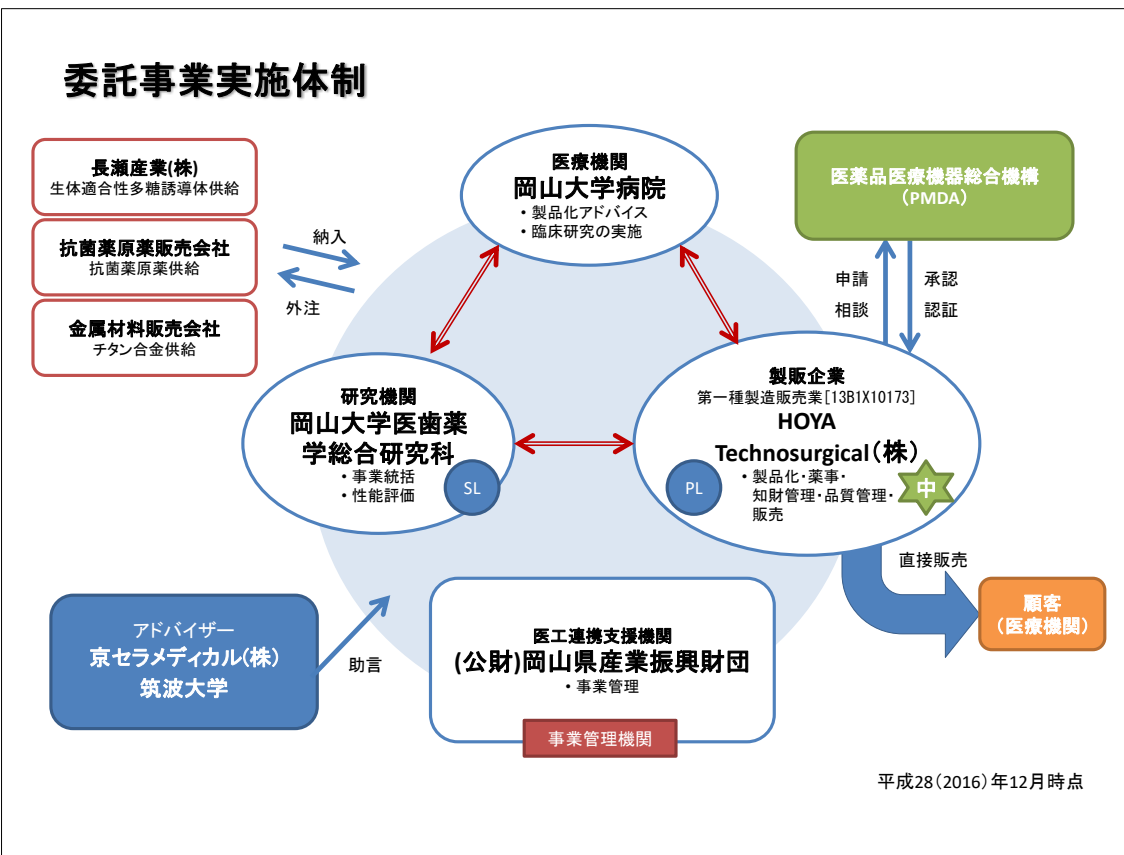 委託事業実施体制
長瀬産業(株)
生体適合性多糖誘導体供給
抗菌薬原薬販売会社
抗菌薬原薬供給
金属材料販売会社
チタン合金供給
納入
外注
医療機関
岡山大学病院
・製品化アドバイス
・臨床研究の実施
医薬品医療機器総合機構
(PMDA)
申請
相談
承認
認証
研究機関
岡山大学医歯薬
学総合研究科
・事業統括
・性能評価
SL
製販企業
第一種製造販売業[13B1X10173]
HOYA
Technosurgical(株)
・製品化・薬事・
知財管理・品質管理・
販売
PL
中
直接販売
顧客
(医療機関)
アドバイザー
京セラメディカル(株)
筑波大学
助言
医工連携支援機関
(公財)岡山県産業振興財団
・事業管理
事業管理機関
平成28(2016)年12月時点